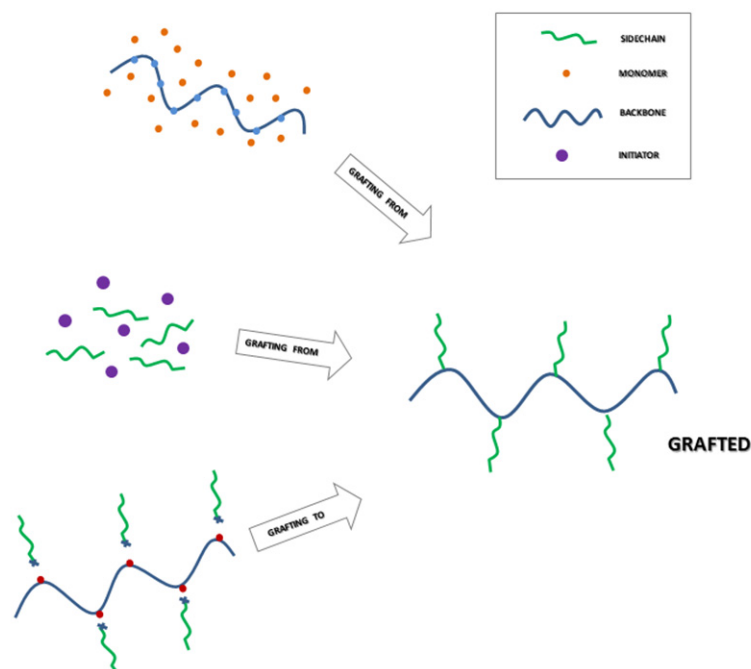 SIDECHAIN
MONOMER
BACKBONE
INITIATOR
GRAFTING FROM
GRAFTING FROM
GRAFTED
GRAFTING TO